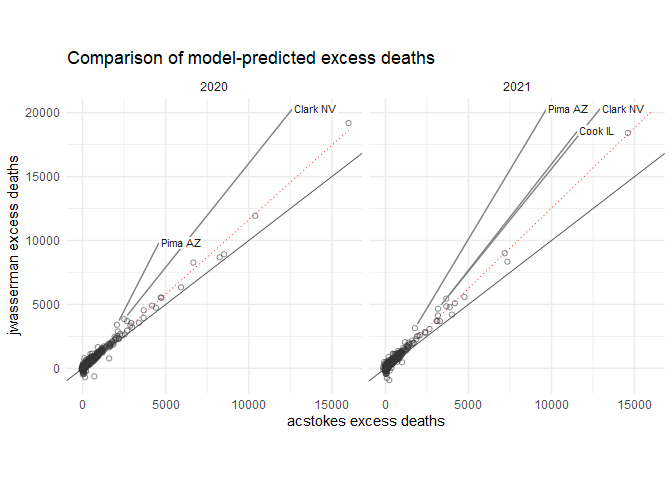 Comparison of model-predicted excess deaths
2020
2021
20000
15000
10000
5000
0
jwasserman excess deaths
Clark NV
Pima AZ
Pima AZ
Clark NV
Cook IL
0
5000
10000
15000
0
5000
10000
15000
acstokes excess deaths